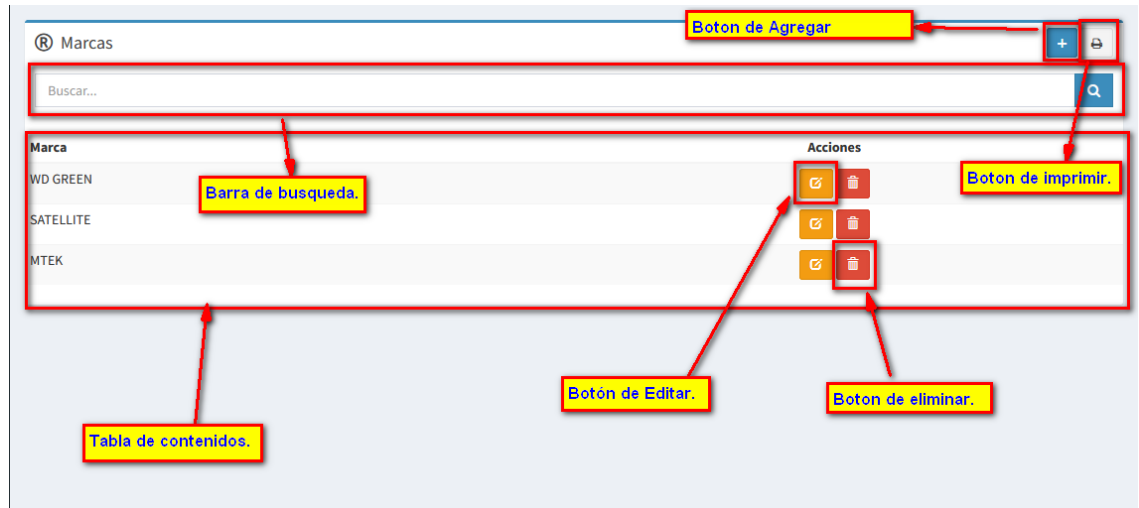 Boton de Agregar
® Marcas
Buscar...
Marca Acciones
WD GREEN
Barra de busqueda.
Boton de imprimir.
SATELLITE
MTEK
Botón de Editar.
Boton de eliminar.
Tabla de contenidos.